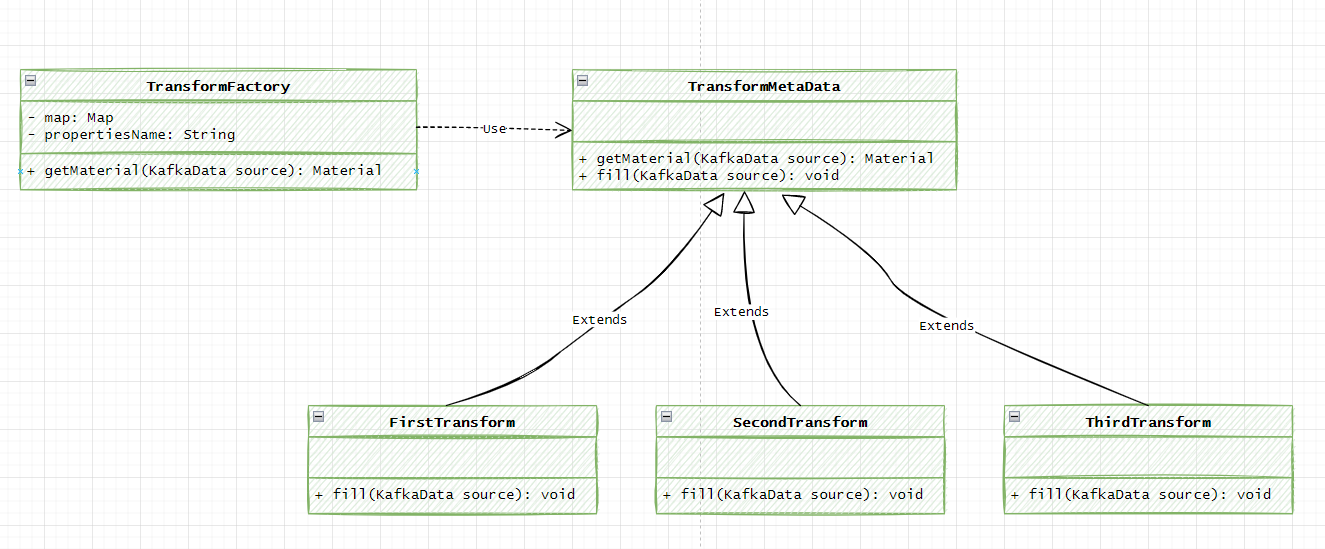 TransformFactory
- map: Map
- propertiesName: String
+ getMaterial(KafkaData source): Material
Use
TransformMetaData
+ getMaterial(KafkaData source): Material
+ fill(KafkaData source): void
Extends
Extends
Extends
FirstTransform
+ fill(KafkaData source): void
SecondTransform
+ fill(KafkaData source): void
ThirdTransform
+ fill(KafkaData source): void